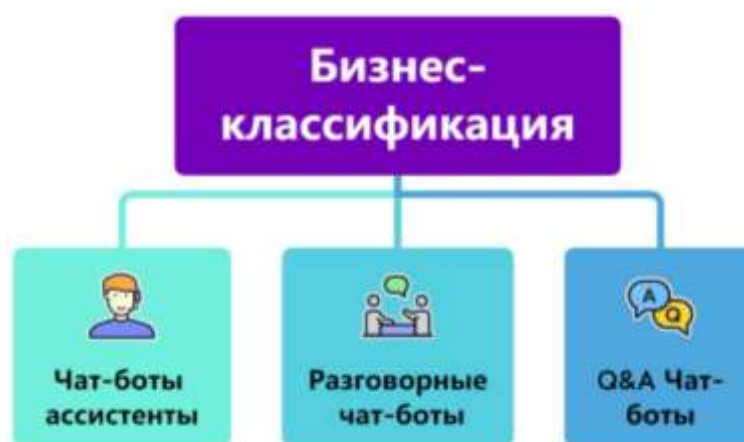 Бизнес-
классификация
A
Q
Чат-боты
ассистенты
Разговорные
чат-боты
Q&A Чат-
боты